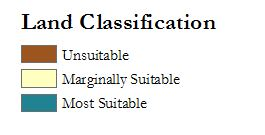 Land Classification
Unsuitable
Marginally Suitable
Most Suitable